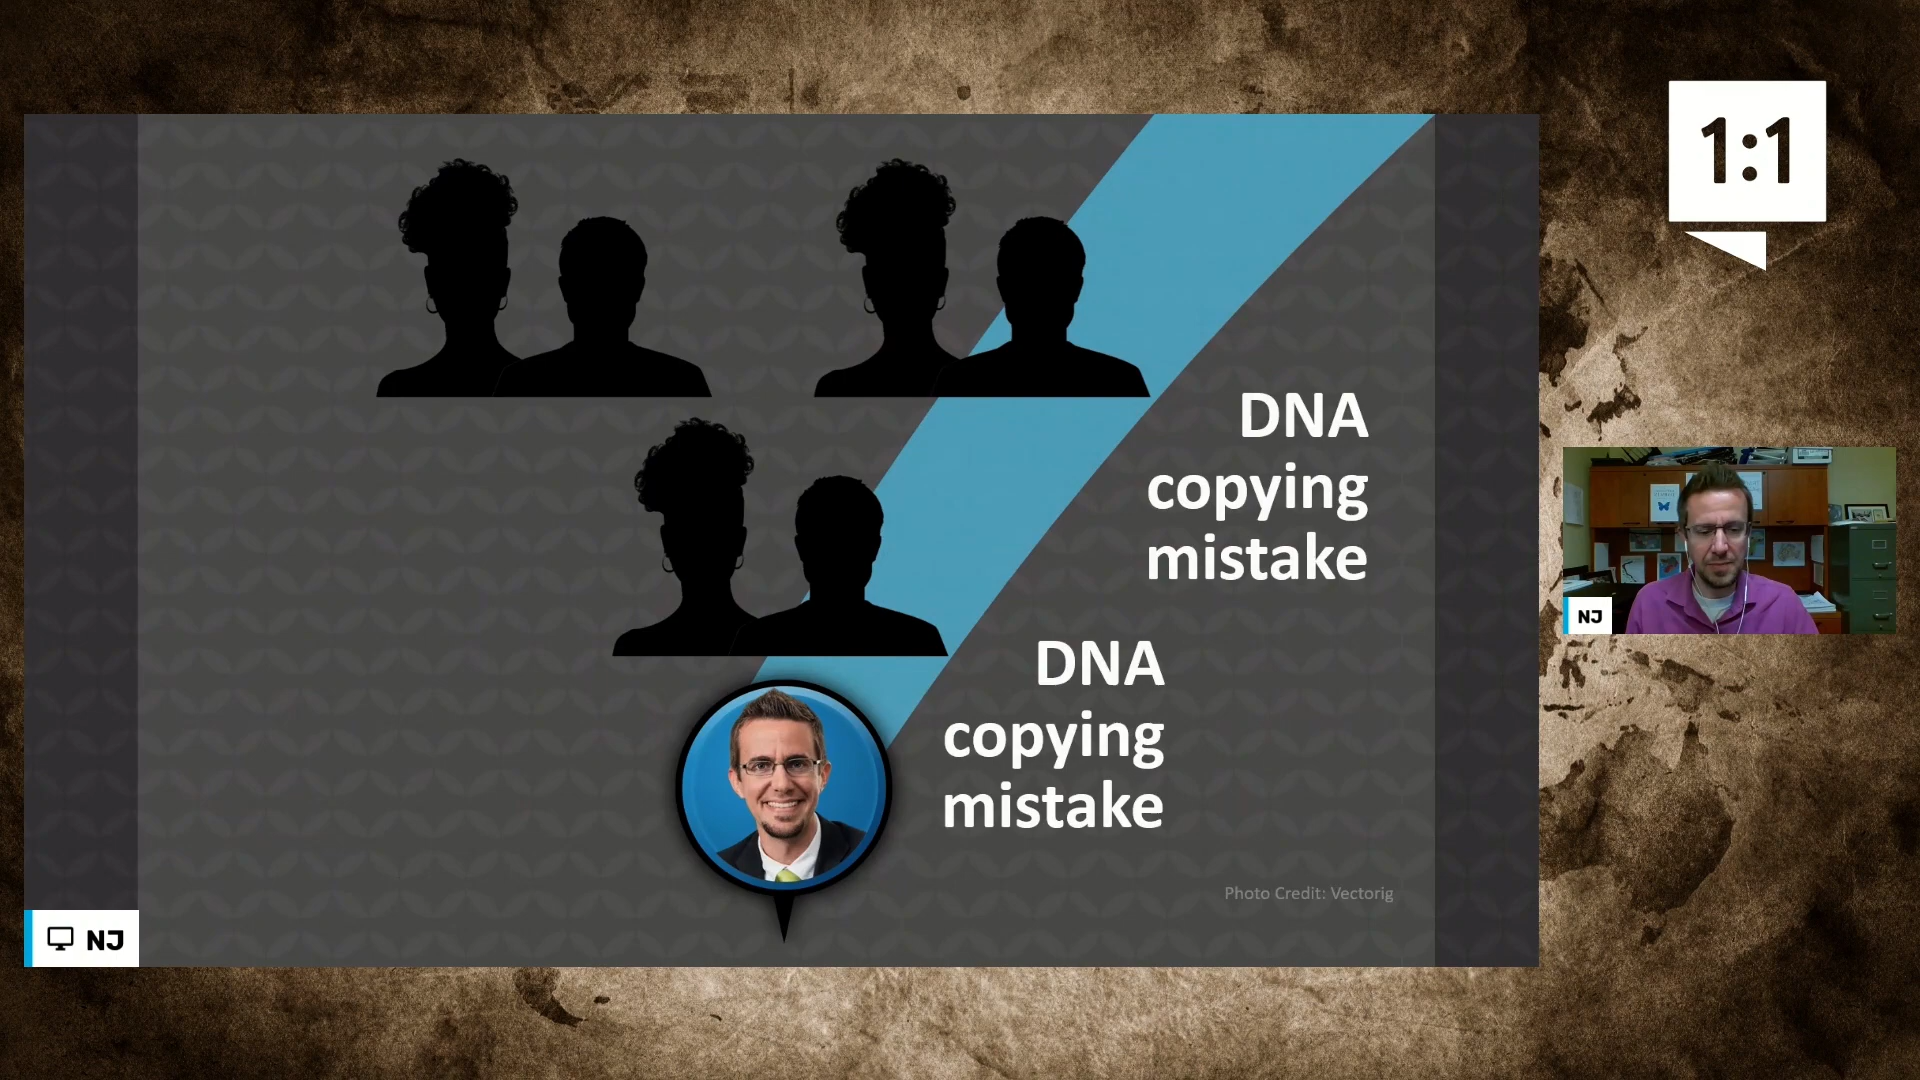 1:1
DNA
copying
mistake
DNA
copying
mistake
Photo Credit: Vectorig
NJ
NJ